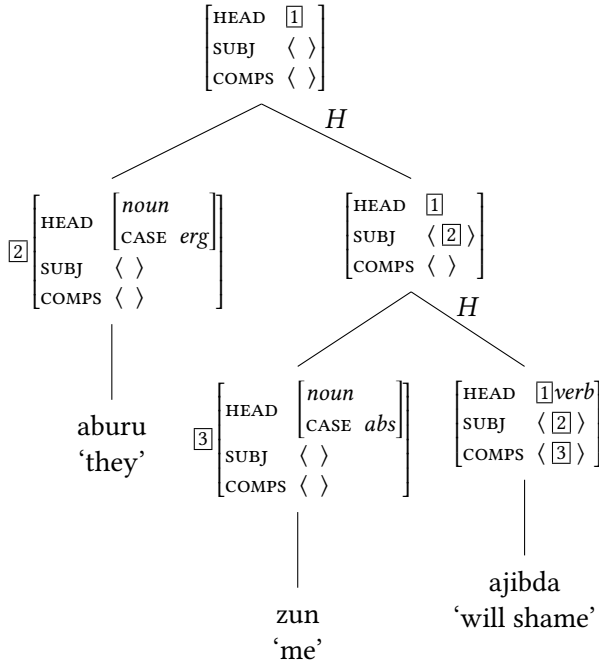 HEAD 1
SUBJ ⟨ ⟩
COMPS ⟨ ⟩
H
2 HEAD noun
CASE erg
SUBJ ⟨ ⟩
COMPS ⟨ ⟩
HEAD 1
SUBJ ⟨ 2 ⟩
COMPS ⟨ ⟩
H
aburu
‘they’
3 HEAD noun
CASE abs
SUBJ ⟨ ⟩
COMPS ⟨ ⟩
HEAD 1 verb
SUBJ ⟨ 2 ⟩
COMPS ⟨ 3 ⟩
zun
‘me’
ajibda
‘will shame’